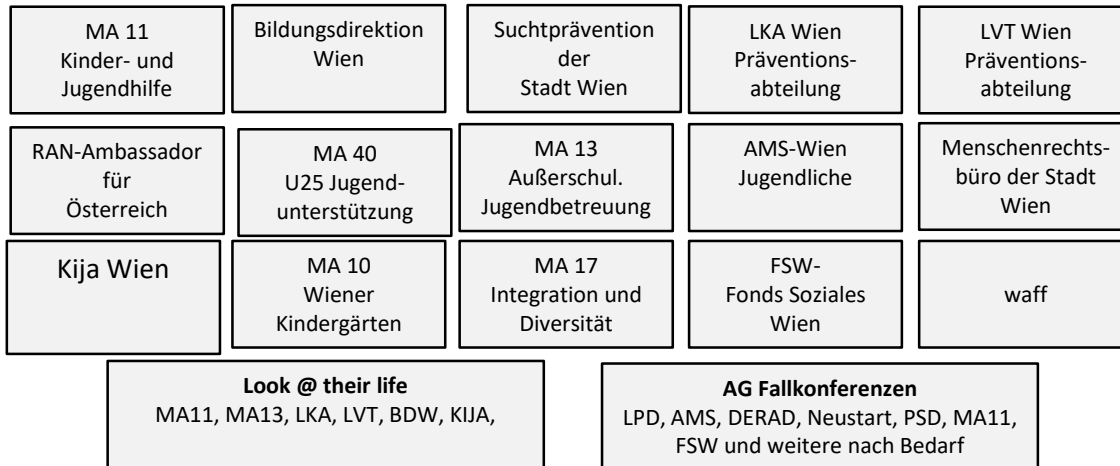 MA 11
Kinder- und
Jugendhilfe
Bildungsdirektion
Wien
Suchtprävention
der
Stadt Wien
LKA Wien
Präventions-
abteilung
LVT Wien
Präventions-
abteilung
RAN-Ambassador
für
Österreich
MA 40
U25 Jugend-
unterstützung
MA 13
Außerschul.
Jugendbetreuung
AMS-Wien
Jugendliche
Menschenrechts-
büro der Stadt
Wien
Kija Wien
MA 10
Wiener
Kindergärten
MA 17
Integration und
Diversität
FSW-
Fonds Soziales
Wien
waff
Look @ their life
MA11, MA13, LKA, LVT, BDW, KIJA,
AG Fallkonferenzen
LPD, AMS, DERAD, Neustart, PSD, MA11,
FSW und weitere nach Bedarf